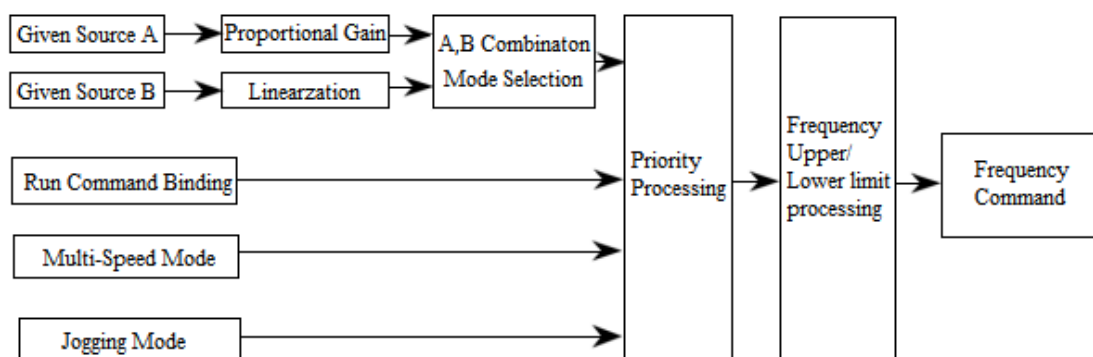 Given Source A
Proportional Gain
A,B Combinaton
Mode Selection
Given Source B
Linearzation
Run Command Binding
Multi-Speed Mode
Jogging Mode
Priority
Processing
Frequency
Upper/
Lower limit
processing
Frequency
Command